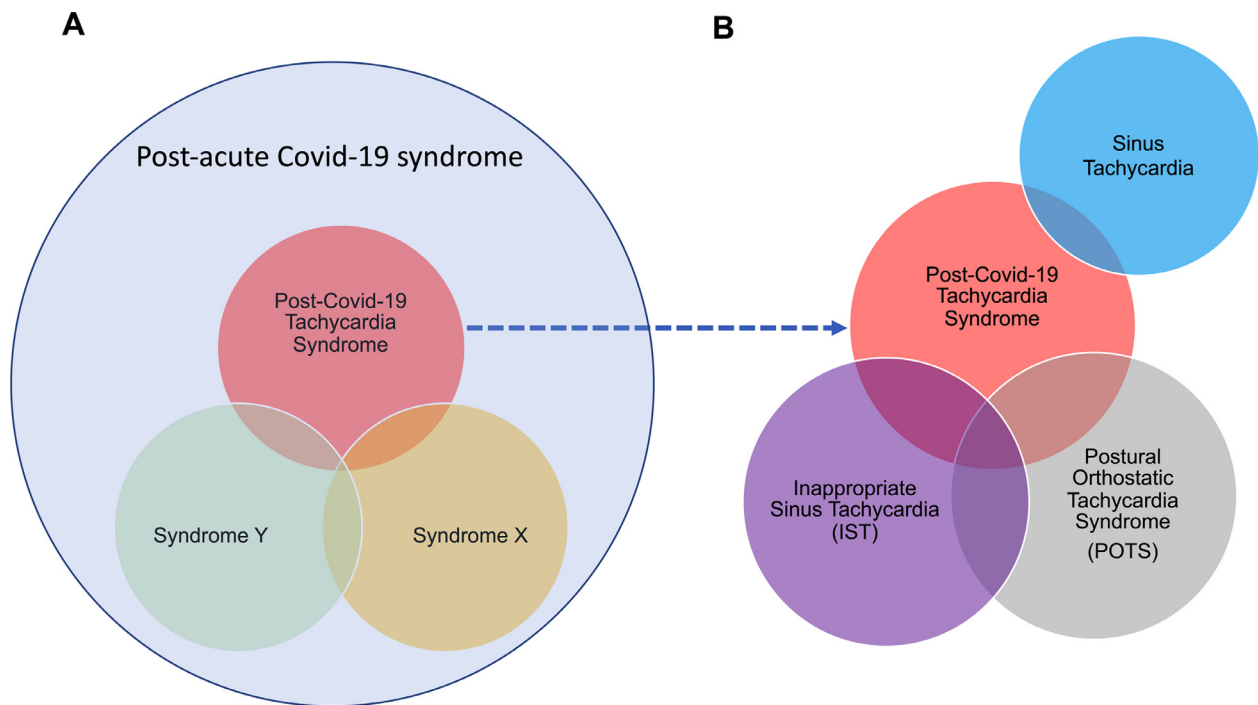 A
Post-acute Covid-19 syndrome
Post-Covid-19
Tachycardia
Syndrome
Syndrome Y
Syndrome X
B
Sinus
Tachycardia
Post-Covid-19
Tachycardia
Syndrome
Inappropriate
Sinus Tachycardia
(IST)
Postural
Orthostatic
Tachycardia
Syndrome
(POTS)